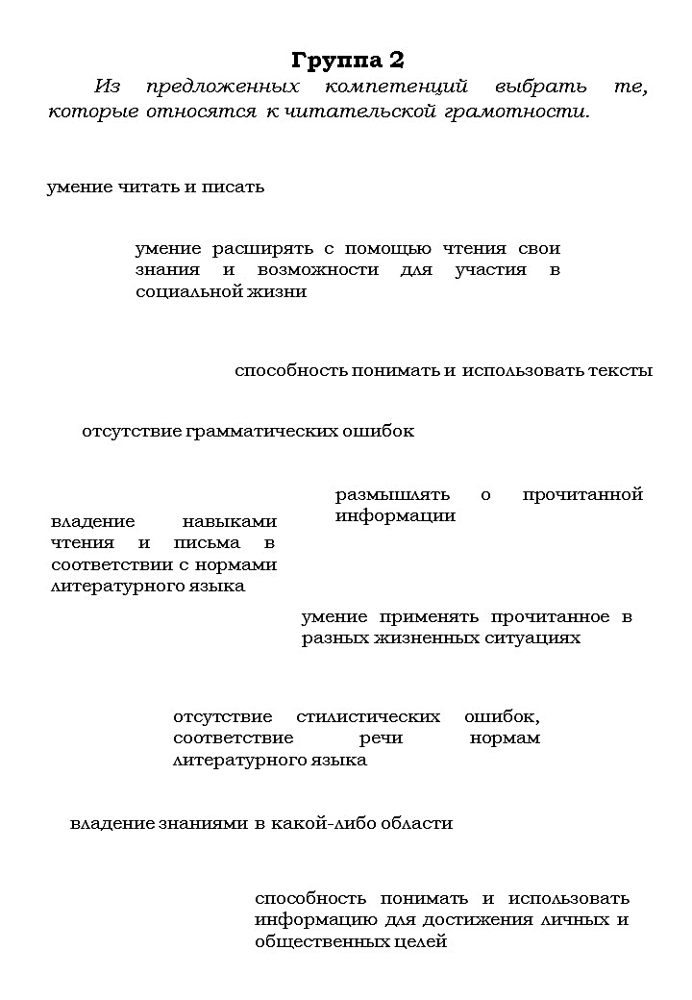 Группа 2
Из предложенных компетенций выбрать те,
которые относятся к читательской грамотности.
умение читать и писать
умение расширять с помощью чтения свои
знания и возможности для участия в
социальной жизни
способность понимать и использовать тексты
отсутствие грамматических ошибок
размышлять о прочитанной
информации
владение навыками
чтения и письма в
соответствии с нормами
литературного языка
умение применять прочитанное в
разных жизненных ситуациях
отсутствие стилистических ошибок,
соответствие речи нормам
литературного языка
владение знаниями в какой-либо области
способность понимать и использовать
информацию для достижения личных и
общественных целей